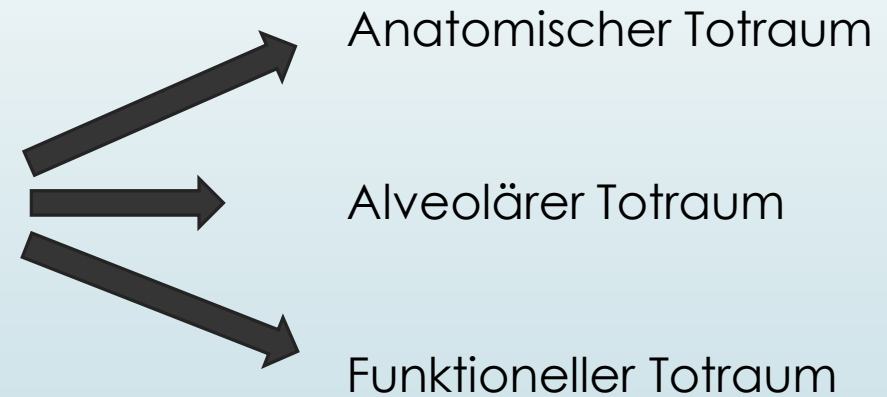 Anatomischer Totraum
Alveolärer Totraum
Funktioneller Totraum